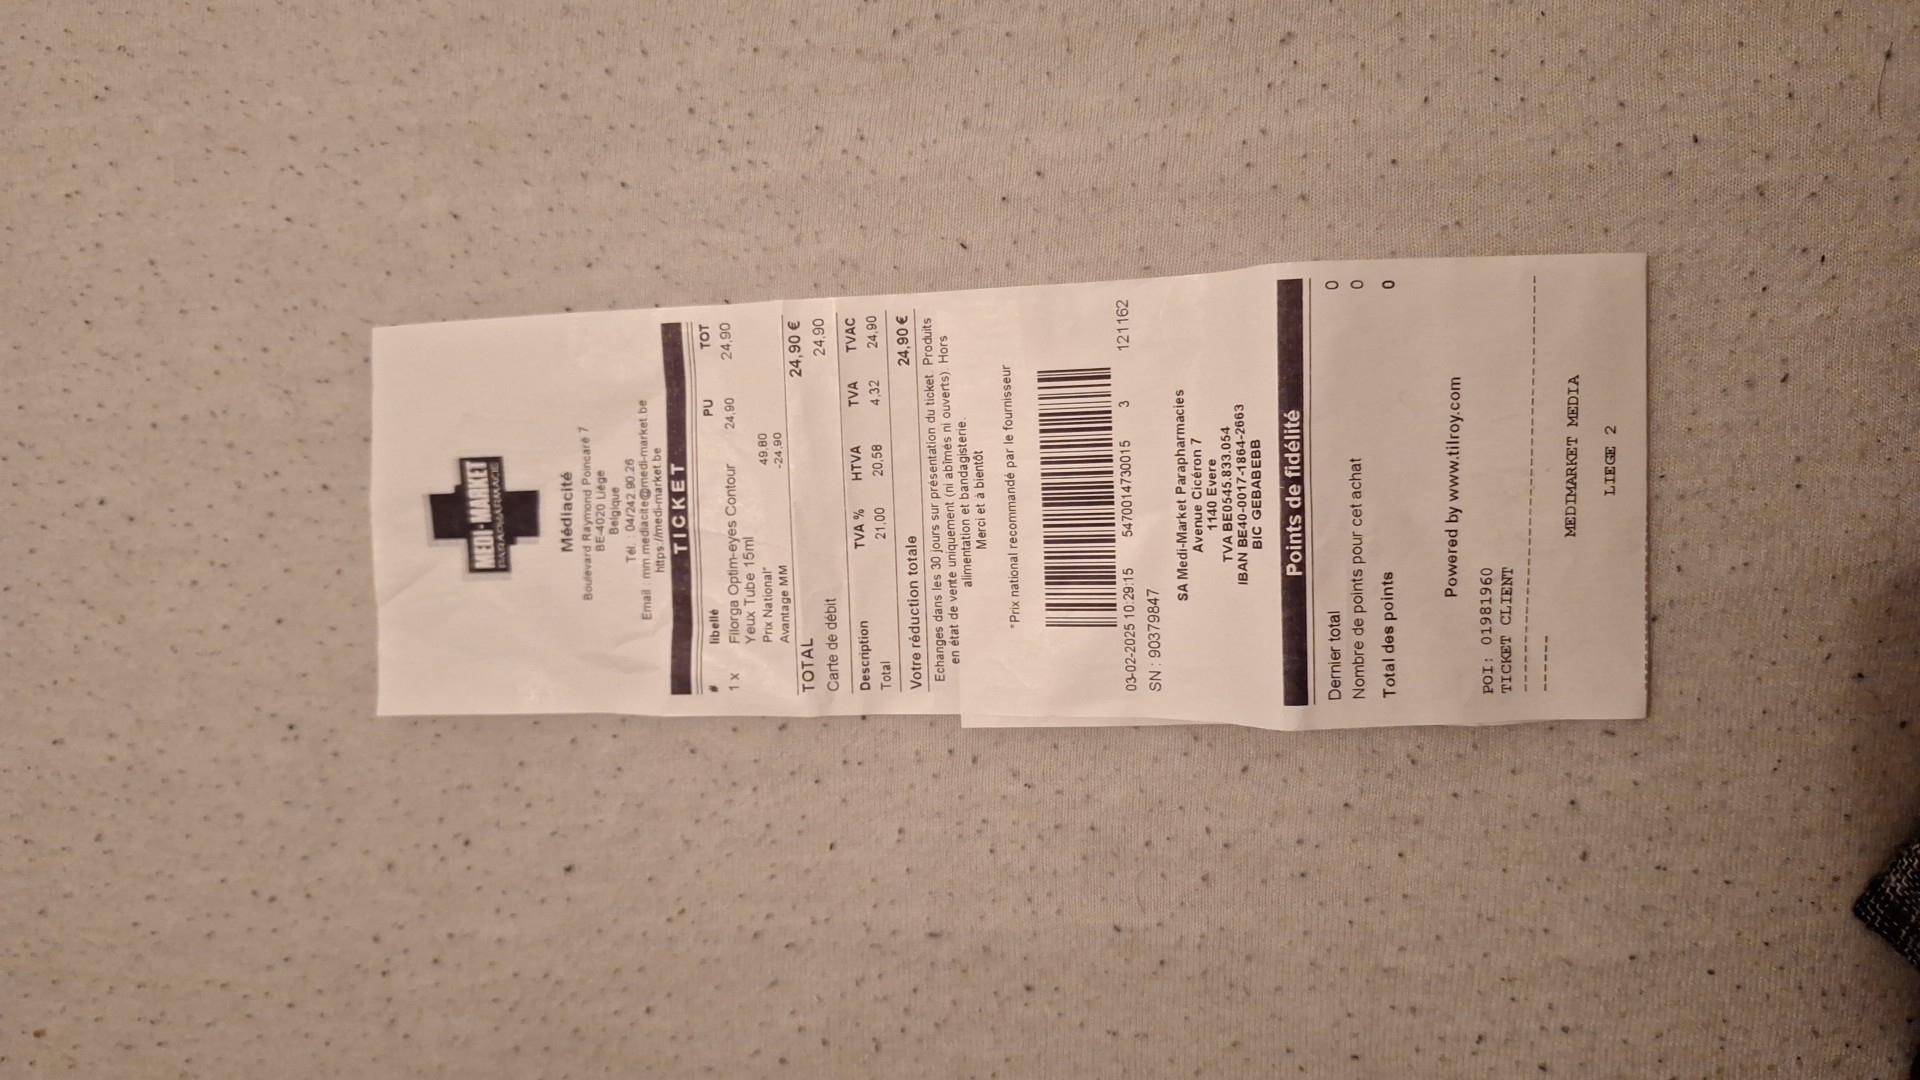 MEDI-MARKET
PARAPHARMACIE
Médiacité
Boulevard Raymond Poincaré 7
BE-4020 Liège
Belgique
Tél. : 04/242.90.26
Email : mm.mediacite@medi-market.be
https://medi-market.be
TICKET
# libellé PU TOT
1 x Filorga Optim-eyes Contour 24,90 24,90
Yeux Tube 15ml
Prix National* 49,80
Avantage MM -24,90
TOTAL 24,90 €
Carte de débit 24,90
Description TVA % HTVA TVA TVAC
Total 21,00 20,58 4,32 24,90
Votre réduction totale 24,90 €
Echanges dans les 30 jours sur présentation du ticket. Produits
en état de vente uniquement (ni abîmés ni ouverts). Hors
alimentation et bandagisterie.
Merci et à bientôt
*Prix national recommandé par le fournisseur
03-02-2025 10:29:15 5470014730015 3 121162
SN : 90379847
SA Medi-Market Parapharmacies
Avenue Cicéron 7
1140 Evere
TVA BE0545.833.054
IBAN BE40-0017-1864-2663
BIC GEBABEBB
Points de fidélité
Dernier total 0
Nombre de points pour cet achat 0
Total des points 0
Powered by www.tilroy.com
POI: 01981960
TICKET CLIENT
MEDIMARKET MEDIA
LIEGE 2